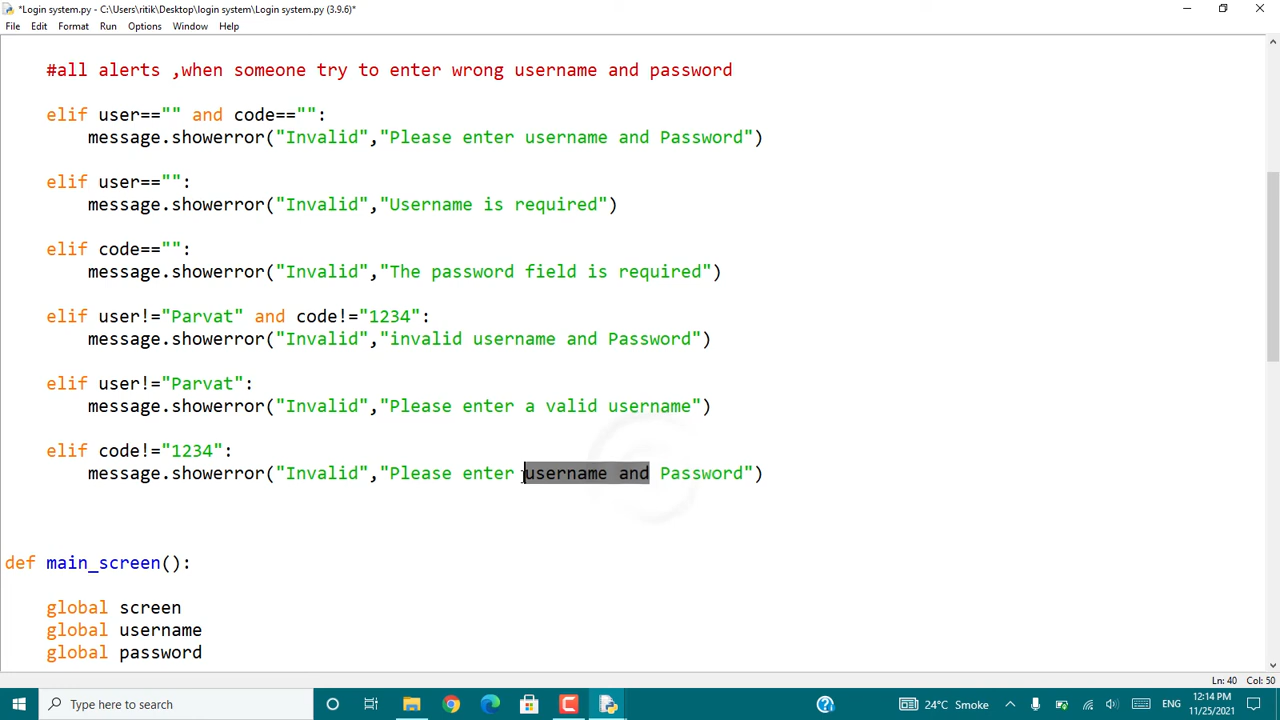 *Login system.py - C:\Users\ritik\Desktop\login system\Login system.py (3.9.6)*
File Edit Format Run Options Window Help
#all alerts ,when someone try to enter wrong username and password
elif user=="" and code=="":
message.showerror("Invalid","Please enter username and Password")
elif user=="":
message.showerror("Invalid","Username is required")
elif code=="":
message.showerror("Invalid","The password field is required")
elif user!="Parvat" and code!="1234":
message.showerror("Invalid","invalid username and Password")
elif user!="Parvat":
message.showerror("Invalid","Please enter a valid username")
elif code!="1234":
message.showerror("Invalid","Please enter username and Password")
def main_screen():
global screen
global username
global password
Ln: 40 Col: 50
Type here to search
24°C Smoke
ENG
12:14 PM
11/25/2021